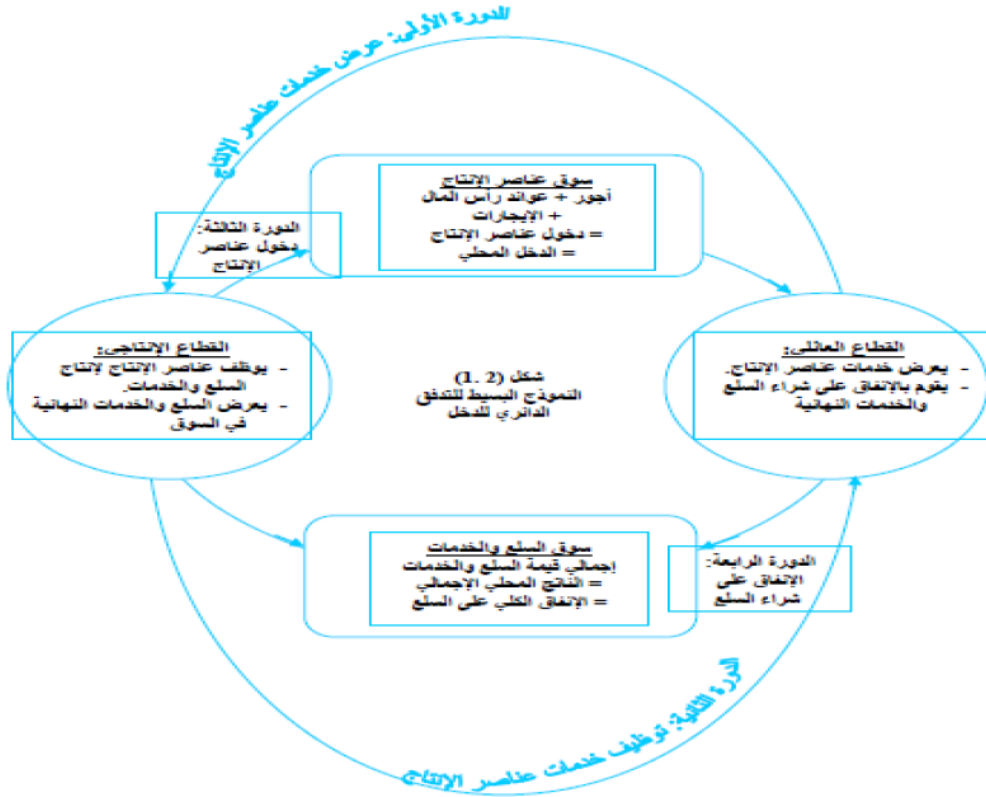 الدورة الأولى: عرض خدمات عناصر الإنتاج
سوق عناصر الإنتاج
أجور + عوائد رأس المال
+ الإيجارات
= دخول عناصر الإنتاج
= الدخل المحلي
الدورة الثالثة:
دخول عناصر
الإنتاج
القطاع العائلي:
- يعرض خدمات عناصر الإنتاج.
- يقوم بالإنفاق على شراء السلع
والخدمات النهائية
شكل (2 .1)
النموذج البسيط للتدفق
الدائري للدخل
القطاع الإنتاجي:
- يوظف عناصر الإنتاج لإنتاج
السلع والخدمات.
- يعرض السلع والخدمات النهائية
في السوق
سوق السلع والخدمات
إجمالي قيمة السلع والخدمات
= الناتج المحلي الإجمالي
= الإنفاق الكلي على السلع
الدورة الرابعة:
الإنفاق على
شراء السلع
الدورة الثانية: توظيف خدمات عناصر الإنتاج